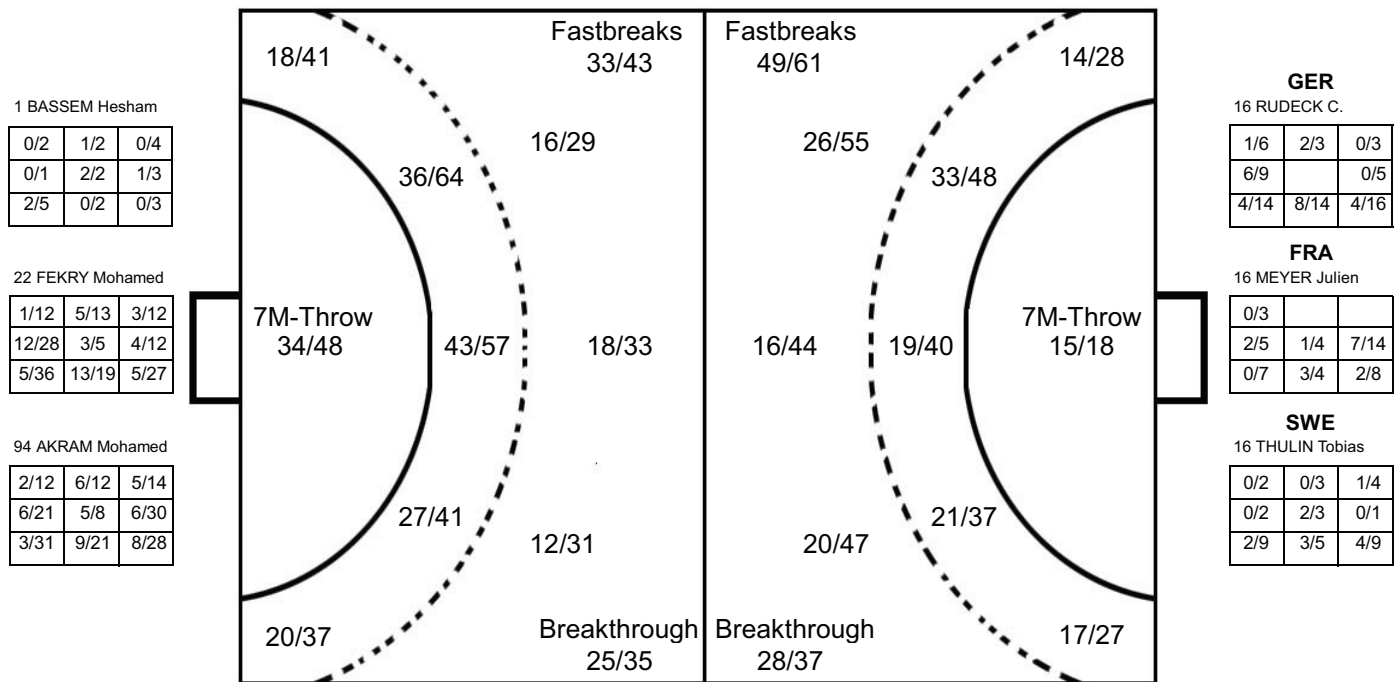 1 BASSEM Hesham
0/2 1/2 0/4
0/1 2/2 1/3
2/5 0/2 0/3
22 FEKRY Mohamed
1/12 5/13 3/12
12/28 3/5 4/12
5/36 13/19 5/27
94 AKRAM Mohamed
2/12 6/12 5/14
6/21 5/8 6/30
3/31 9/21 8/28
18/41
Fastbreaks
33/43
16/29
36/64
7M-Throw
34/48
43/57
18/33
27/41
12/31
20/37
Breakthrough
25/35
Fastbreaks
49/61
14/28
26/55
33/48
16/44
19/40
7M-Throw
15/18
21/37
20/47
Breakthrough
28/37
17/27
GER
16 RUDECK C.
1/6 2/3 0/3
6/9 0/5
4/14 8/14 4/16
FRA
16 MEYER Julien
0/3
2/5 1/4 7/14
0/7 3/4 2/8
SWE
16 THULIN Tobias
0/2 0/3 1/4
0/2 2/3 0/1
2/9 3/5 4/9